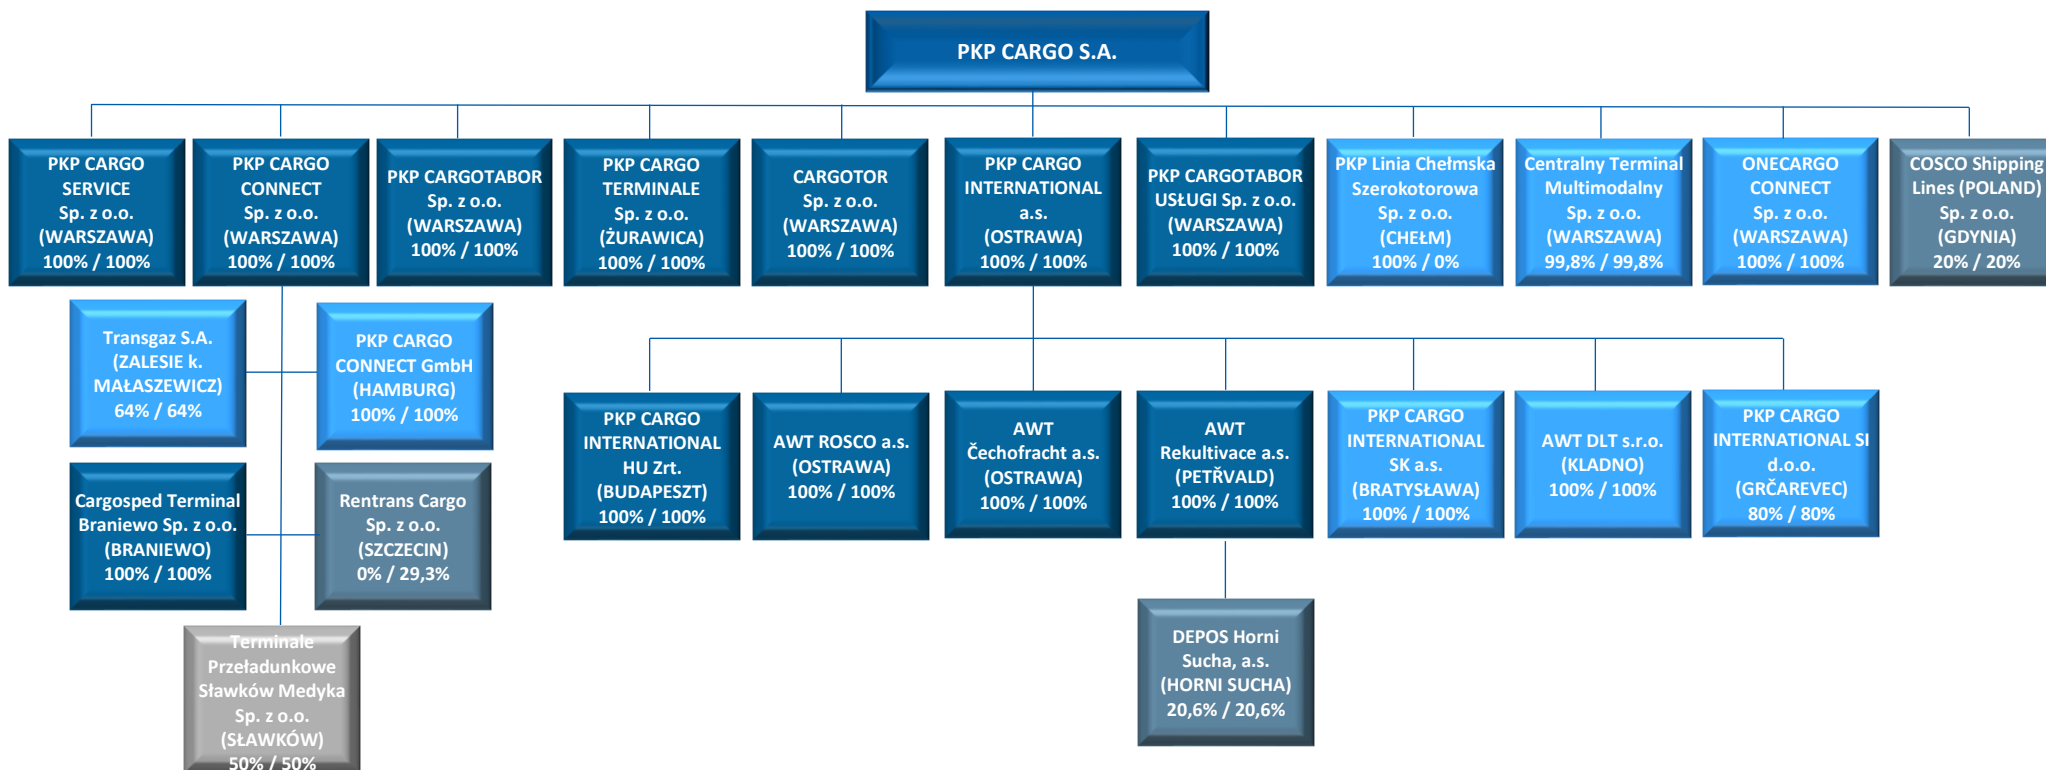 PKP CARGO S.A.
PKP CARGO
SERVICE
Sp. z o.o.
(WARSZAWA)
100% / 100%
PKP CARGO
CONNECT
Sp. z o.o.
(WARSZAWA)
100% / 100%
PKP CARGOTABOR
Sp. z o.o.
(WARSZAWA)
100% / 100%
PKP CARGO
TERMINALE
Sp. z o.o.
(ŻURAWICA)
100% / 100%
CARGOTOR
Sp. z o.o.
(WARSZAWA)
100% / 100%
PKP CARGO
INTERNATIONAL
a.s.
(OSTRAWA)
100% / 100%
PKP CARGOTABOR
USŁUGI Sp. z o.o.
(WARSZAWA)
100% / 100%
PKP Linia Chełmska
Szerokotorowa
Sp. z o.o.
(CHEŁM)
100% / 0%
Centralny Terminal
Multimodalny
Sp. z o.o.
(WARSZAWA)
99,8% / 99,8%
ONECARGO
CONNECT
Sp. z o.o.
(WARSZAWA)
100% / 100%
COSCO Shipping
Lines (POLAND)
Sp. z o.o.
(GDYNIA)
20% / 20%
Transgaz S.A.
(ZALESIE k.
MAŁASZEWICZ)
64% / 64%
PKP CARGO
CONNECT GmbH
(HAMBURG)
100% / 100%
Cargosped Terminal
Braniewo Sp. z o.o.
(BRANIEWO)
100% / 100%
Rentrans Cargo
Sp. z o.o.
(SZCZECIN)
0% / 29,3%
Terminale
Przeładunkowe
Sławków Medyka
Sp. z o.o.
(SŁAWKÓW)
50% / 50%
PKP CARGO
INTERNATIONAL
HU Zrt.
(BUDAPESZT)
100% / 100%
AWT ROSCO a.s.
(OSTRAWA)
100% / 100%
AWT
Čechofracht a.s.
(OSTRAWA)
100% / 100%
AWT
Rekultivace a.s.
(PETŘVALD)
100% / 100%
PKP CARGO
INTERNATIONAL
SK a.s.
(BRATYSŁAWA)
100% / 100%
AWT DLT s.r.o.
(KLADNO)
100% / 100%
PKP CARGO
INTERNATIONAL SI
d.o.o.
(GRČAREVEC)
80% / 80%
DEPOS Horni
Sucha, a.s.
(HORNI SUCHA)
20,6% / 20,6%